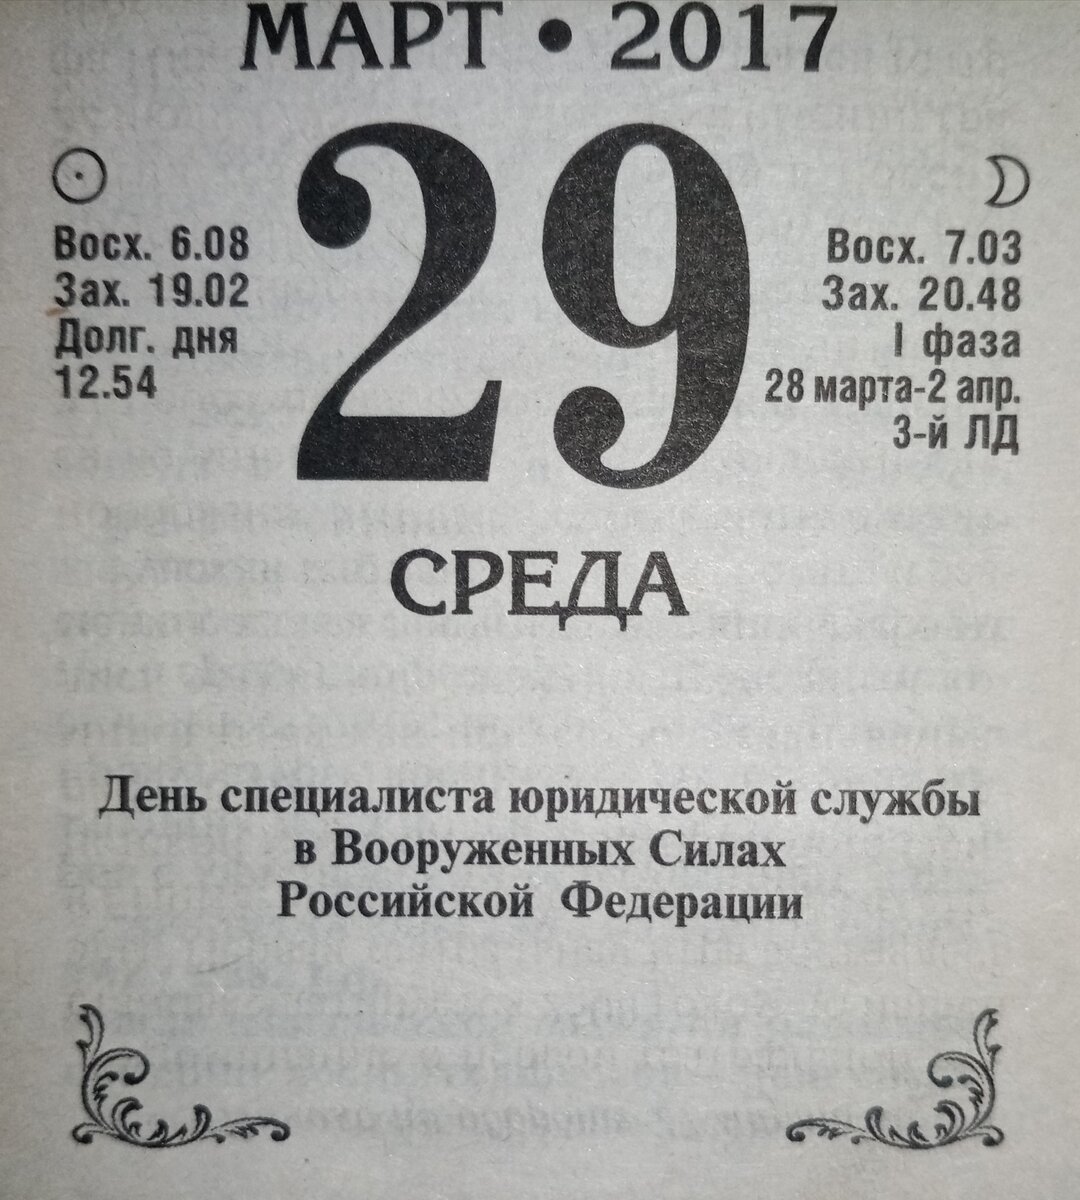 МАРТ • 2017
29
Восх. 6.08
Зах. 19.02
Долг. дня
12.54
Восх. 7.03
Зах. 20.48
I фаза
28 марта-2 апр.
3-й ЛД
СРЕДА
День специалиста юридической службы
в Вооруженных Силах
Российской Федерации